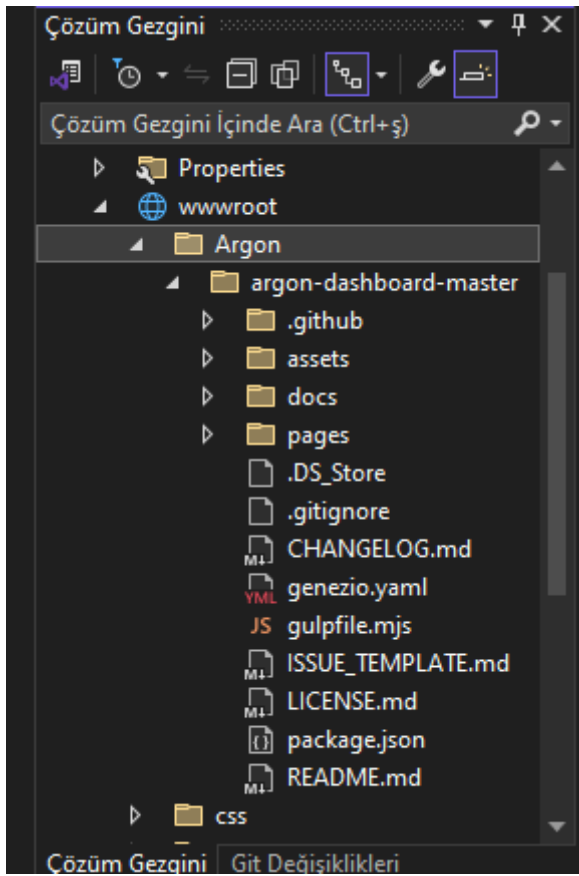 Çözüm Gezgini
Çözüm Gezgini İçinde Ara (Ctrl+ş)
Properties
wwwroot
Argon
argon-dashboard-master
.github
assets
docs
pages
.DS_Store
.gitignore
M↓ CHANGELOG.md
YML genezio.yaml
JS gulpfile.mjs
M↓ ISSUE_TEMPLATE.md
M↓ LICENSE.md
package.json
M↓ README.md
css
Çözüm Gezgini Git Değişiklikleri